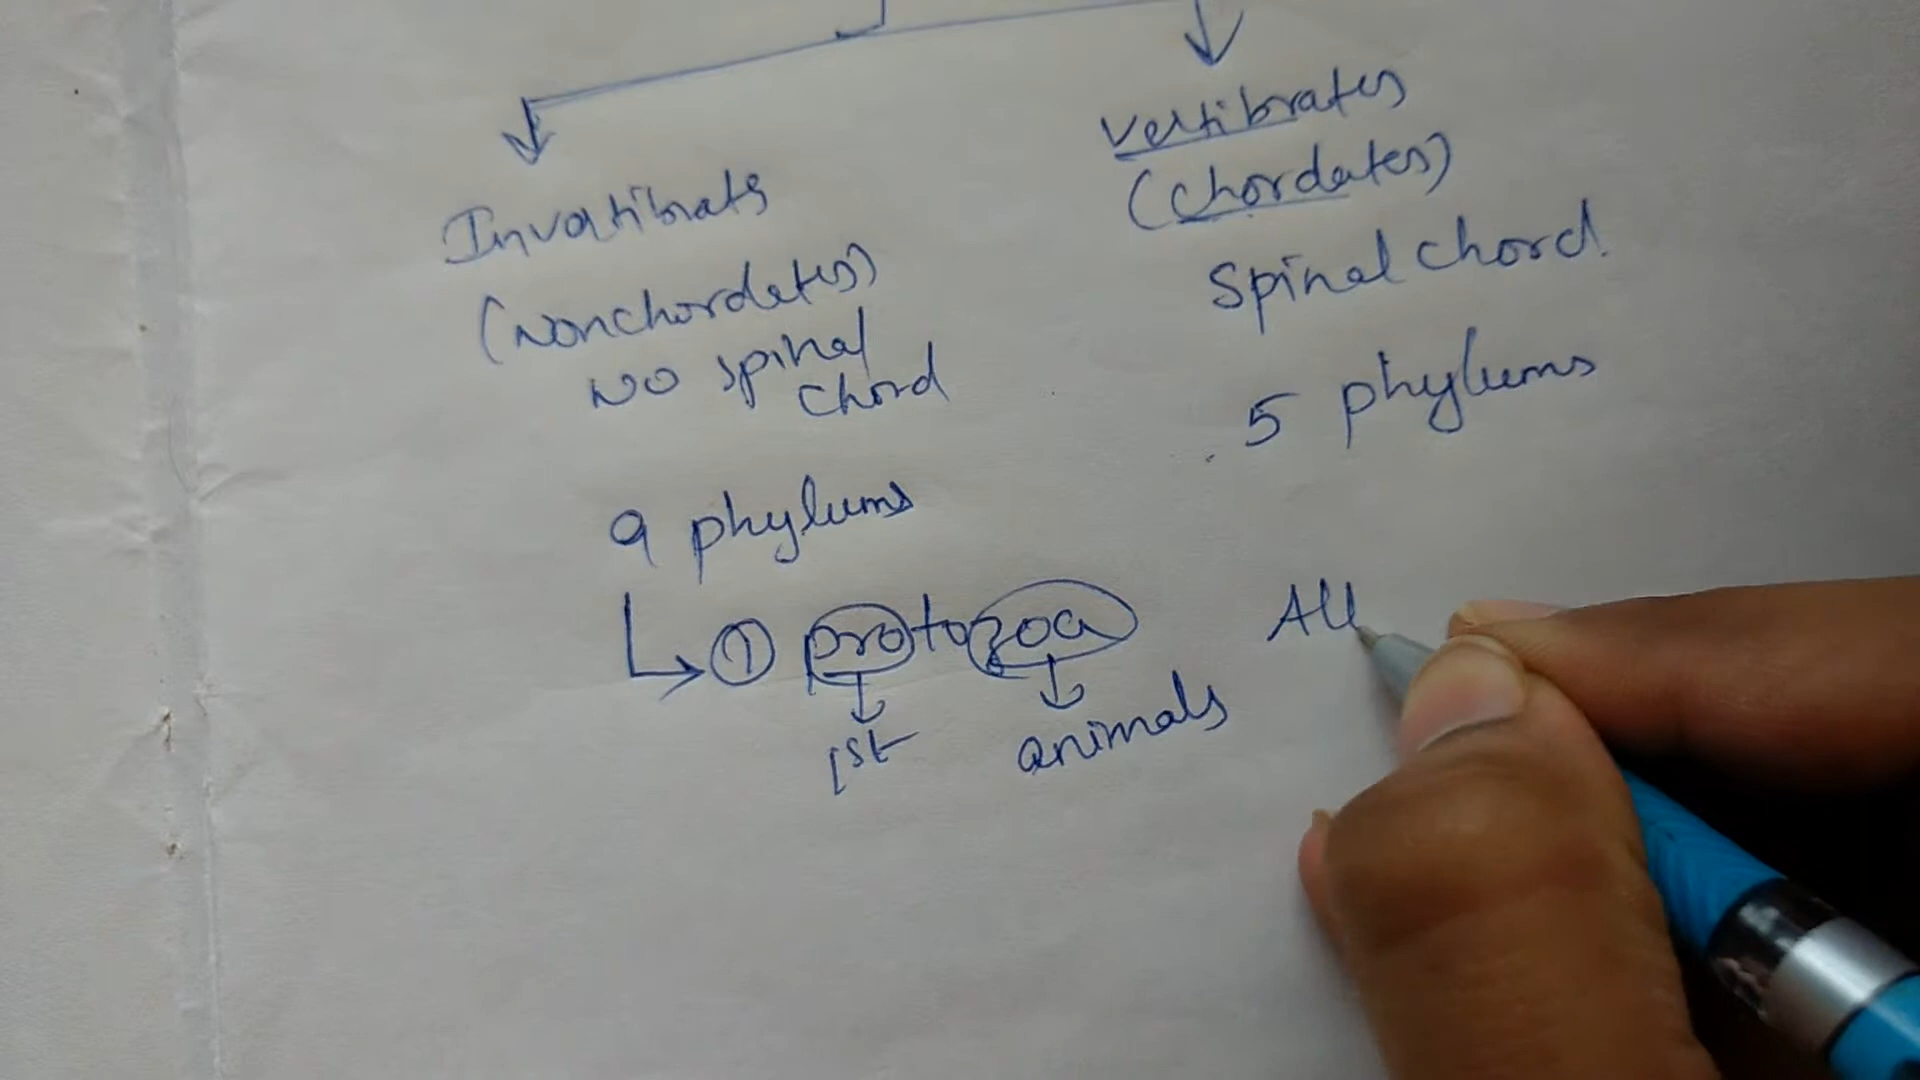 Invertibrats
(Nonchordates)
NO spinal
chord
9 phylums
① protozoa
1st
animals
Vertibrates
(Chordates)
Spinal chord.
5 phylums
All